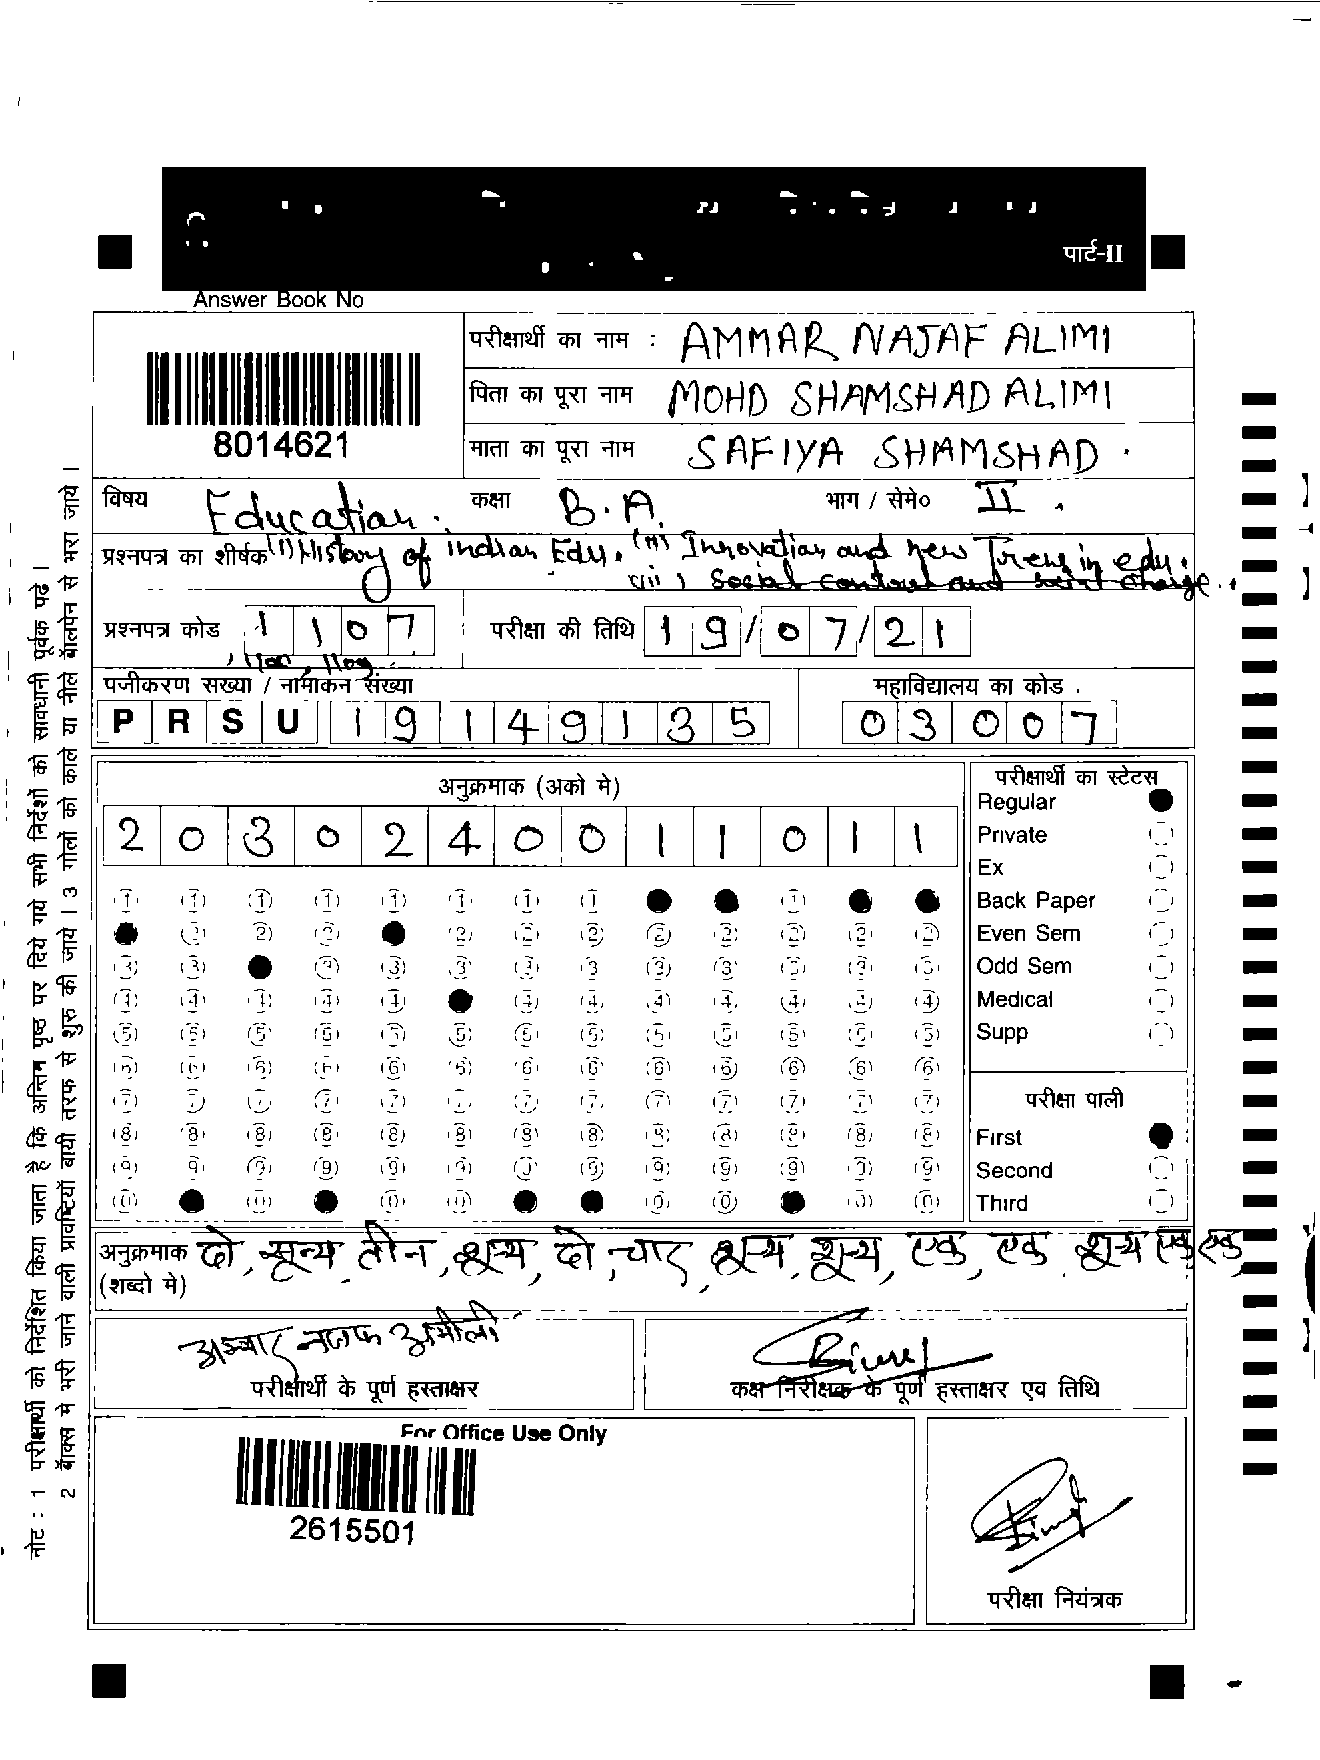 पार्ट-II
Answer Book No
8014621
परीक्षार्थी का नाम : AMMAR NAJAF ALIMI
पिता का पूरा नाम MOHD SHAMSHAD ALIMI
माता का पूरा नाम SAFIYA SHAMSHAD .
विषय Education. कक्षा B.A. भाग / सेमे० II .
प्रश्नपत्र का शीर्षक (i) History of indian Edu. (ii) Innovation and new Trens in edu.
(iii) Social control and social change..
प्रश्नपत्र कोड 1 1 0 7 परीक्षा की तिथि 19/07/21
पंजीकरण सख्या / नामांकन संख्या महाविद्यालय का कोड .
P R S U 1 9 1 4 9 1 3 5 0 3 0 0 7
अनुक्रमाक (अको मे)
2 0 3 0 2 4 0 0 1 1 0 1 1
परीक्षार्थी का स्टेटस
Regular
Private
Ex
Back Paper
Even Sem
Odd Sem
Medical
Supp
परीक्षा पाली
First
Second
Third
अनुक्रमाक दो, सून्य, तीन, शून्य, दो, चार, शून्य, शून्य, एक, एक, शून्य एक एक,
(शब्दो मे)
अम्मार नजफ अलीमी
परीक्षार्थी के पूर्ण हस्ताक्षर
कक्ष निरीक्षक के पूर्ण हस्ताक्षर एव तिथि
For Office Use Only
2615501
परीक्षा नियंत्रक
नोट : 1 परीक्षार्थी को निर्देशित किया जाता है कि अन्तिम पृष्ठ पर दिये गये सभी निर्देशों को सावधानी पूर्वक पढे ।
2 बॉक्स मे भरी जाने वाली प्रविष्टियों बायी तरफ से शुरु की जाये । 3 गोलों को काले या नीले बॉलपेन से भरा जाये ।